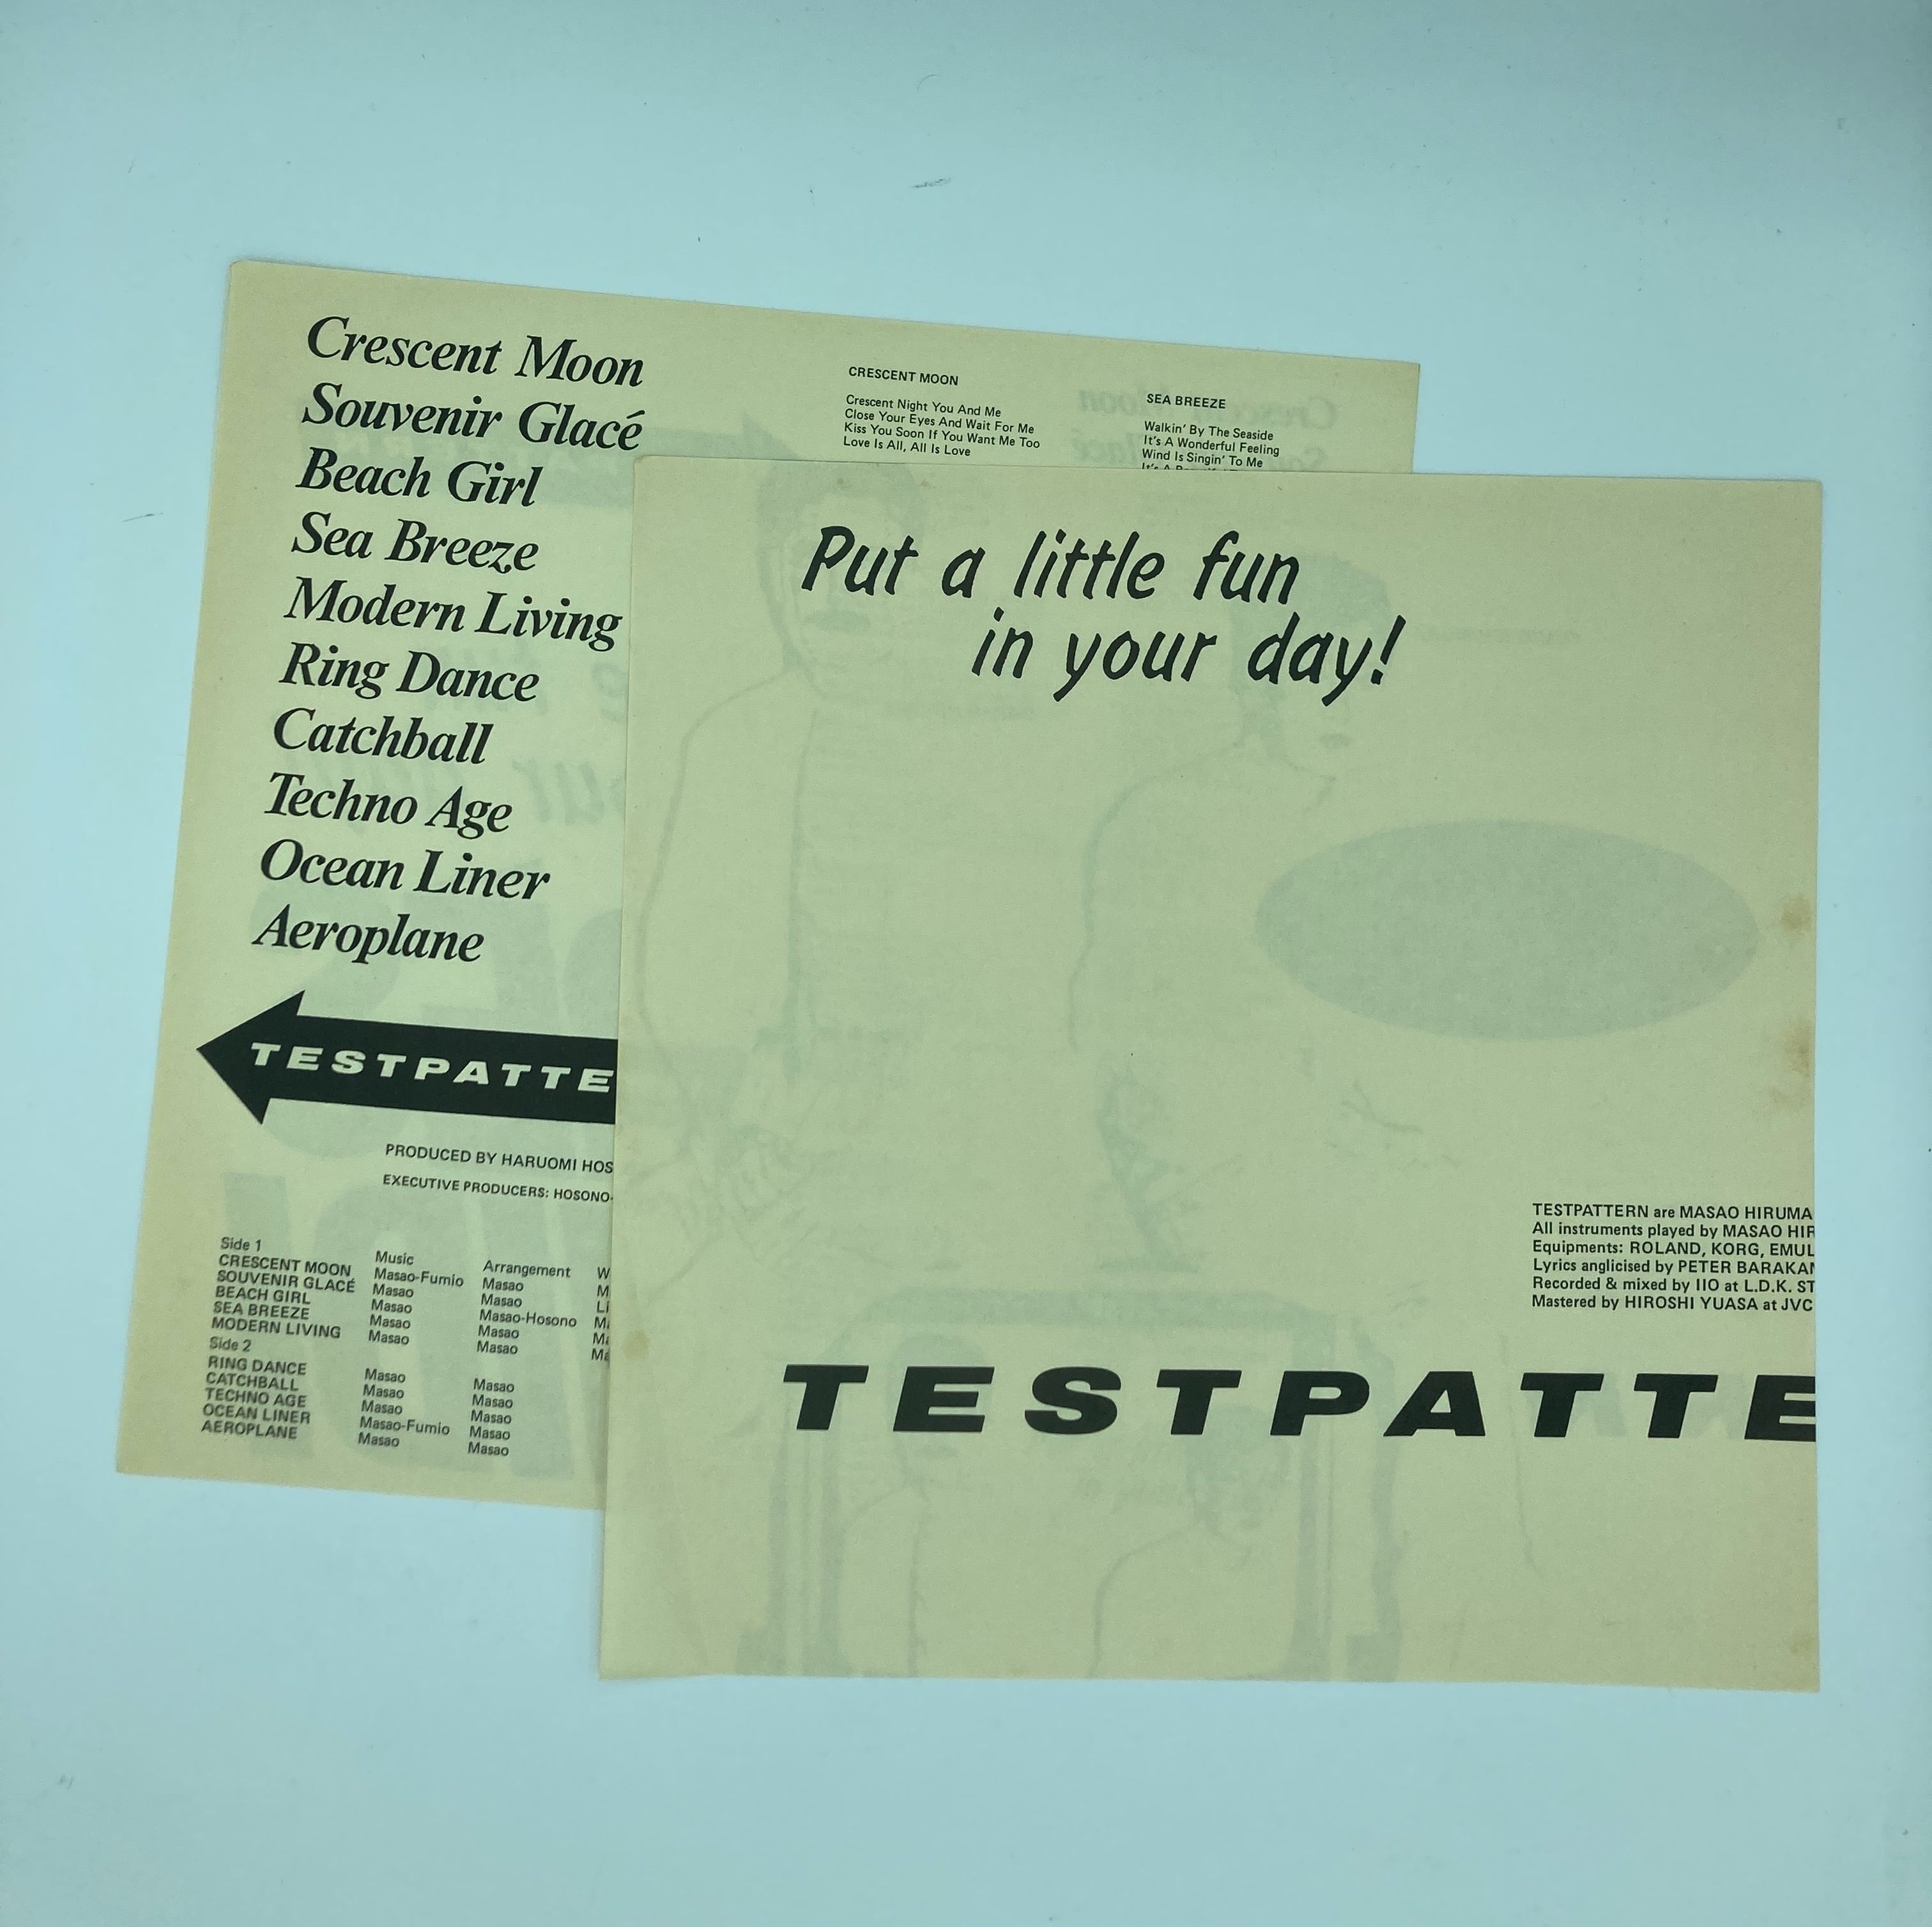 Crescent Moon
Souvenir Glacé
Beach Girl
Sea Breeze
Modern Living
Ring Dance
Catchball
Techno Age
Ocean Liner
Aeroplane
TESTPATTE
PRODUCED BY HARUOMI HOS
EXECUTIVE PRODUCERS: HOSONO-
Side 1 Music Arrangement W
CRESCENT MOON Masao-Fumio Masao M
SOUVENIR GLACÉ Masao Masao Li
BEACH GIRL Masao Masao-Hosono Ma
SEA BREEZE Masao Masao Ma
MODERN LIVING Masao Masao Ma
Side 2
RING DANCE Masao Masao
CATCHBALL Masao Masao
TECHNO AGE Masao Masao
OCEAN LINER Masao-Fumio Masao
AEROPLANE Masao Masao
CRESCENT MOON
Crescent Night You And Me
Close Your Eyes And Wait For Me
Kiss You Soon If You Want Me Too
Love Is All, All Is Love
SEA BREEZE
Walkin' By The Seaside
It's A Wonderful Feeling
Wind Is Singin' To Me
It's A
Put a little fun
in your day!
TESTPATTERN are MASAO HIRUMA
All instruments played by MASAO HIR
Equipments: ROLAND, KORG, EMUL
Lyrics anglicised by PETER BARAKAN
Recorded & mixed by IIO at L.D.K. ST
Mastered by HIROSHI YUASA at JVC
TESTPATTE